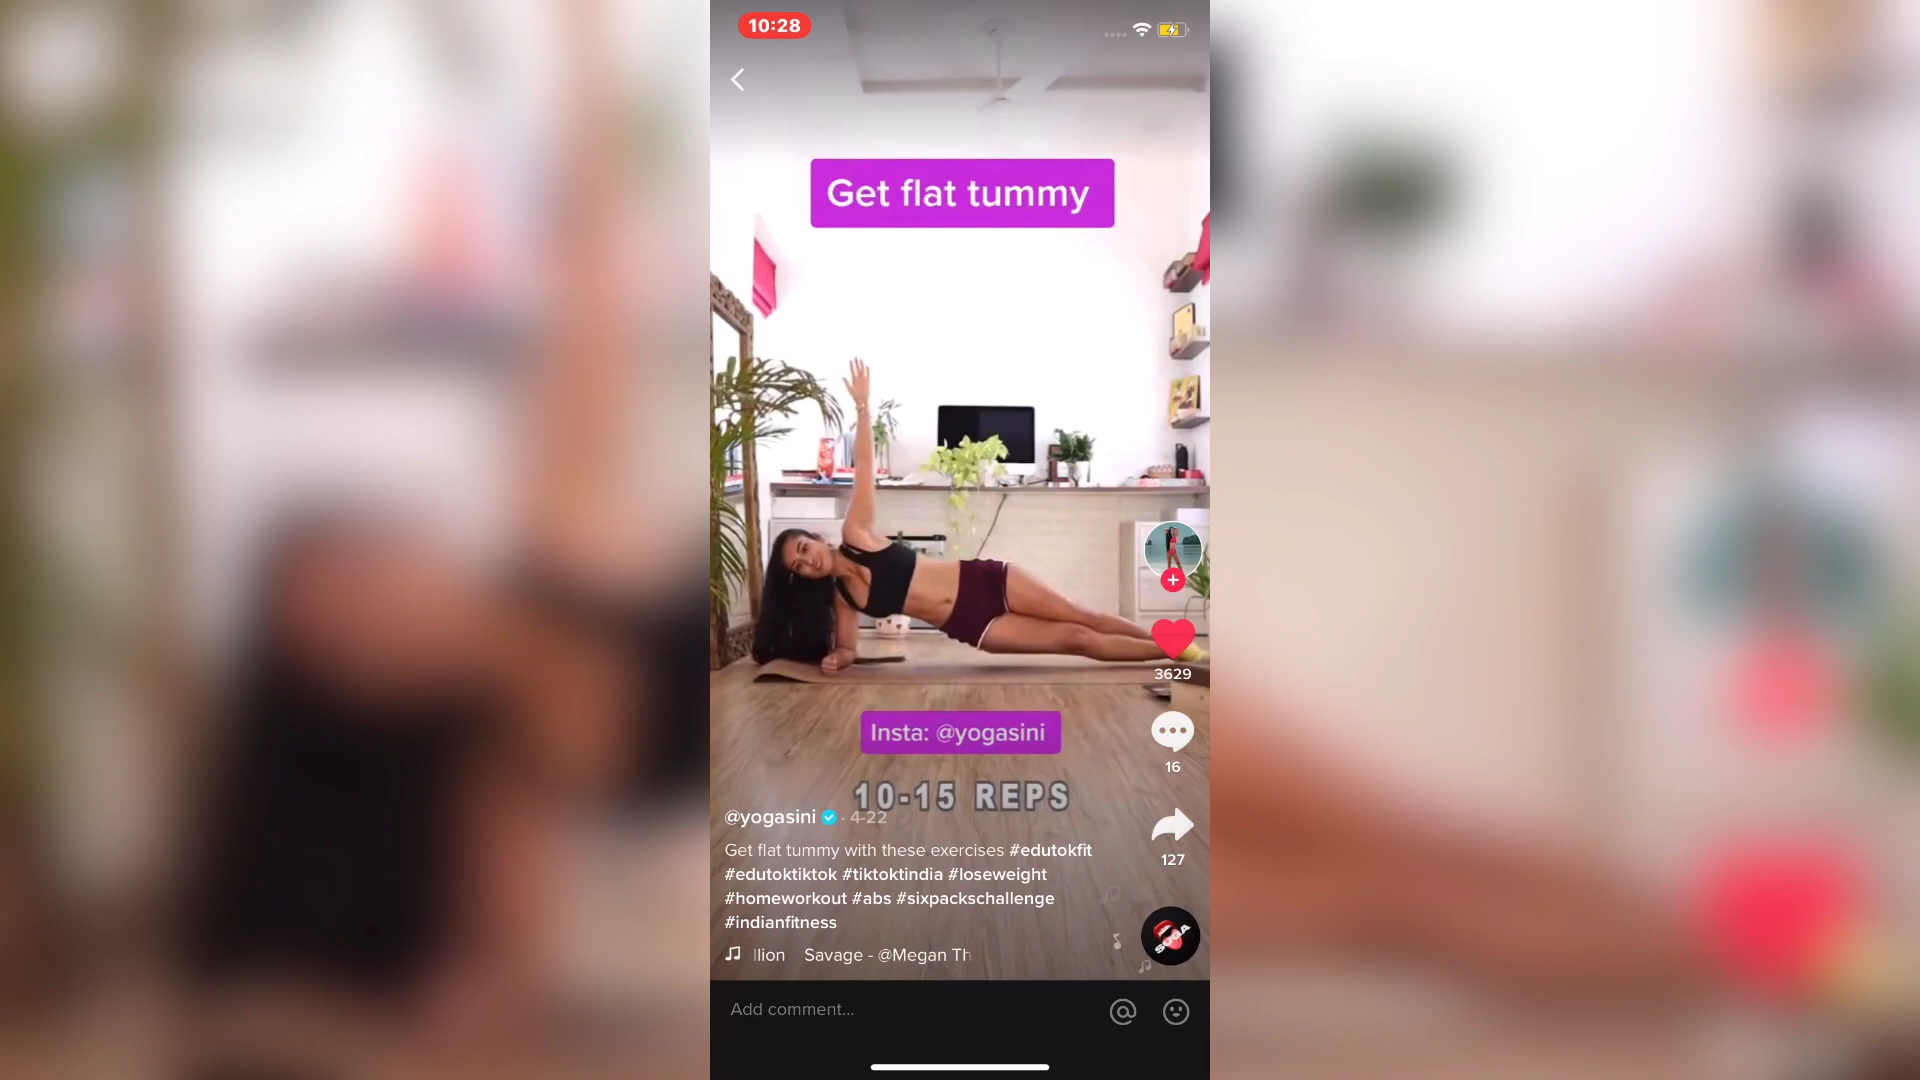 10:28
Get flat tummy
3629
Insta: @yogasini
16
10-15 REPS
@yogasini · 4-22
127
Get flat tummy with these exercises #edutokfit
#edutoktiktok #tiktoktindia #loseweight
#homeworkout #abs #sixpackschallenge
#indianfitness
llion Savage - @Megan Th
Add comment...